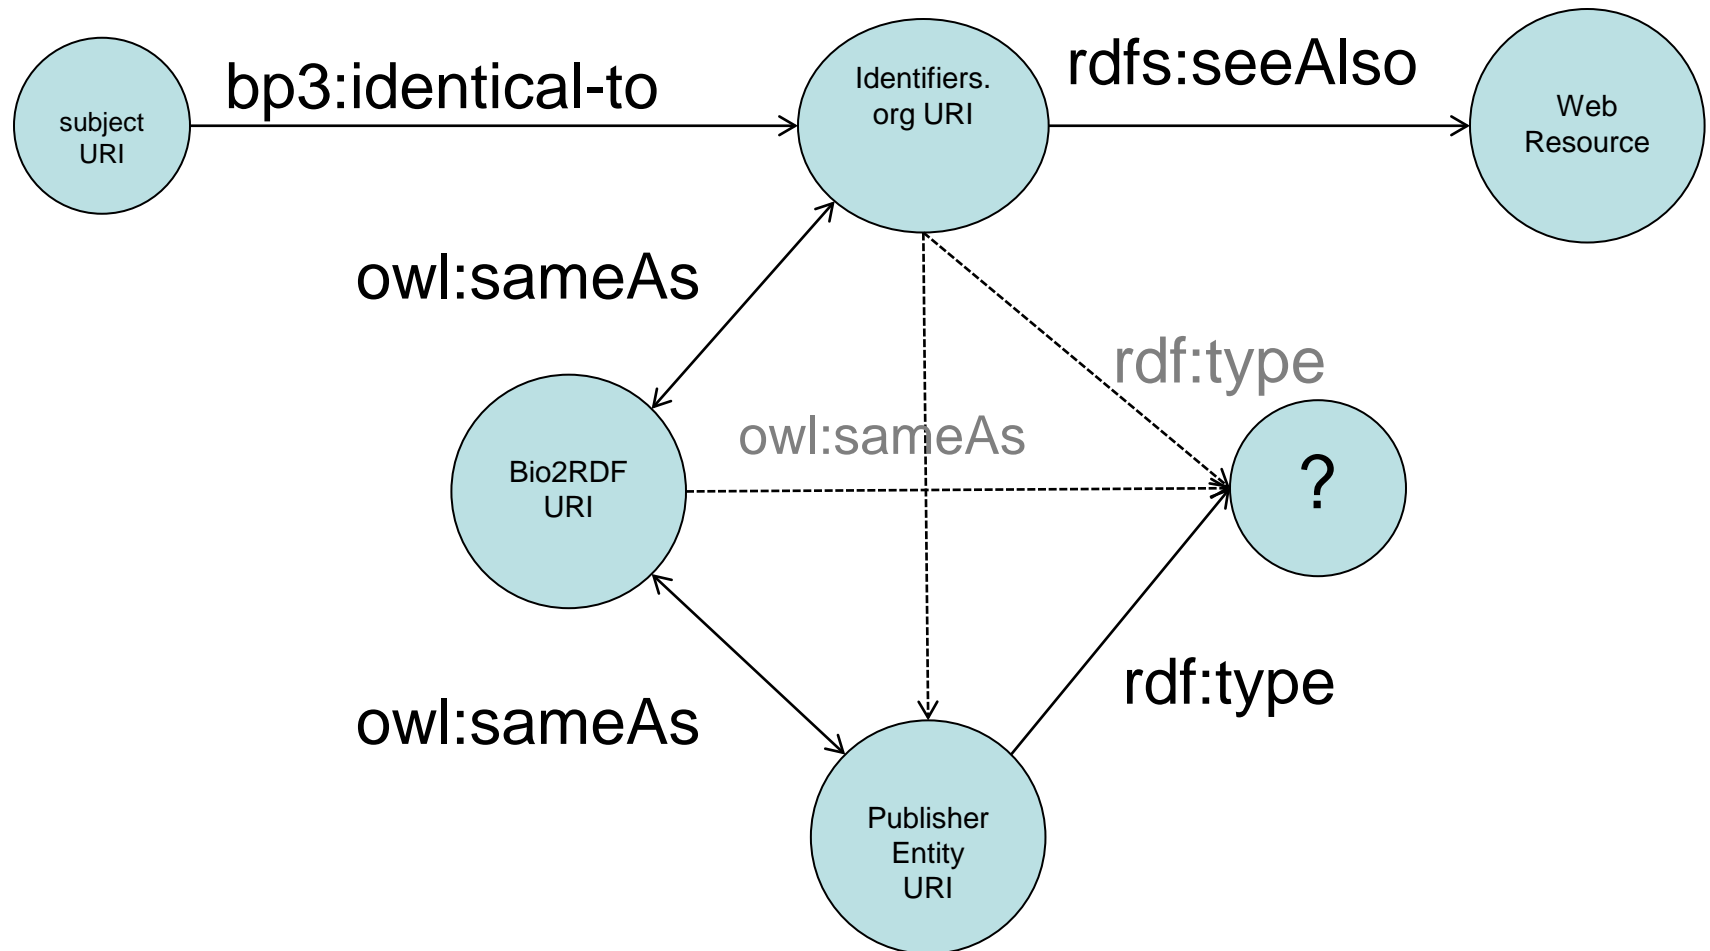 subject
URI
bp3:identical-to
Identifiers.
org URI
rdfs:seeAlso
Web
Resource
owl:sameAs
rdf:type
owl:sameAs
Bio2RDF
URI
?
owl:sameAs
rdf:type
Publisher
Entity
URI